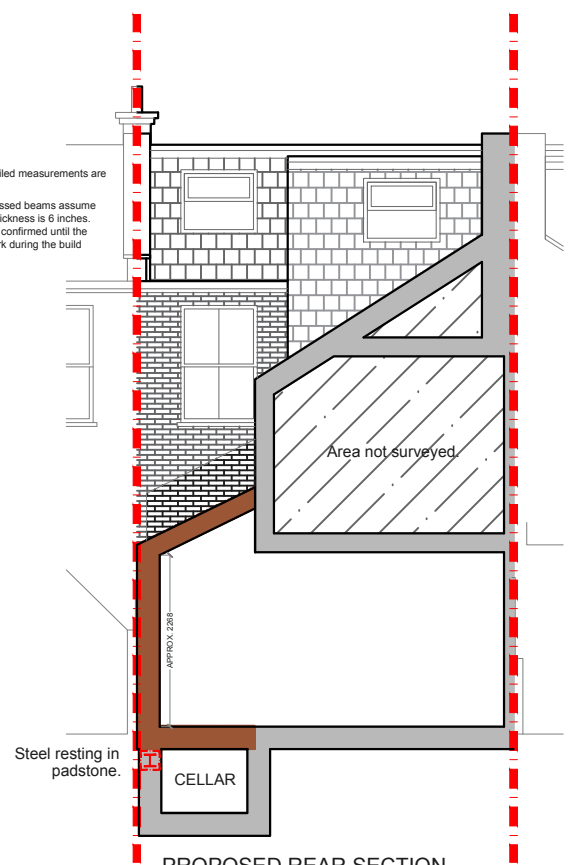 iled measurements are
ssed beams assume
ickness is 6 inches.
confirmed until the
rk during the build
Area not surveyed.
APPROX. 2268
Steel resting in
padstone.
CELLAR
PROPOSED REAR SECTION